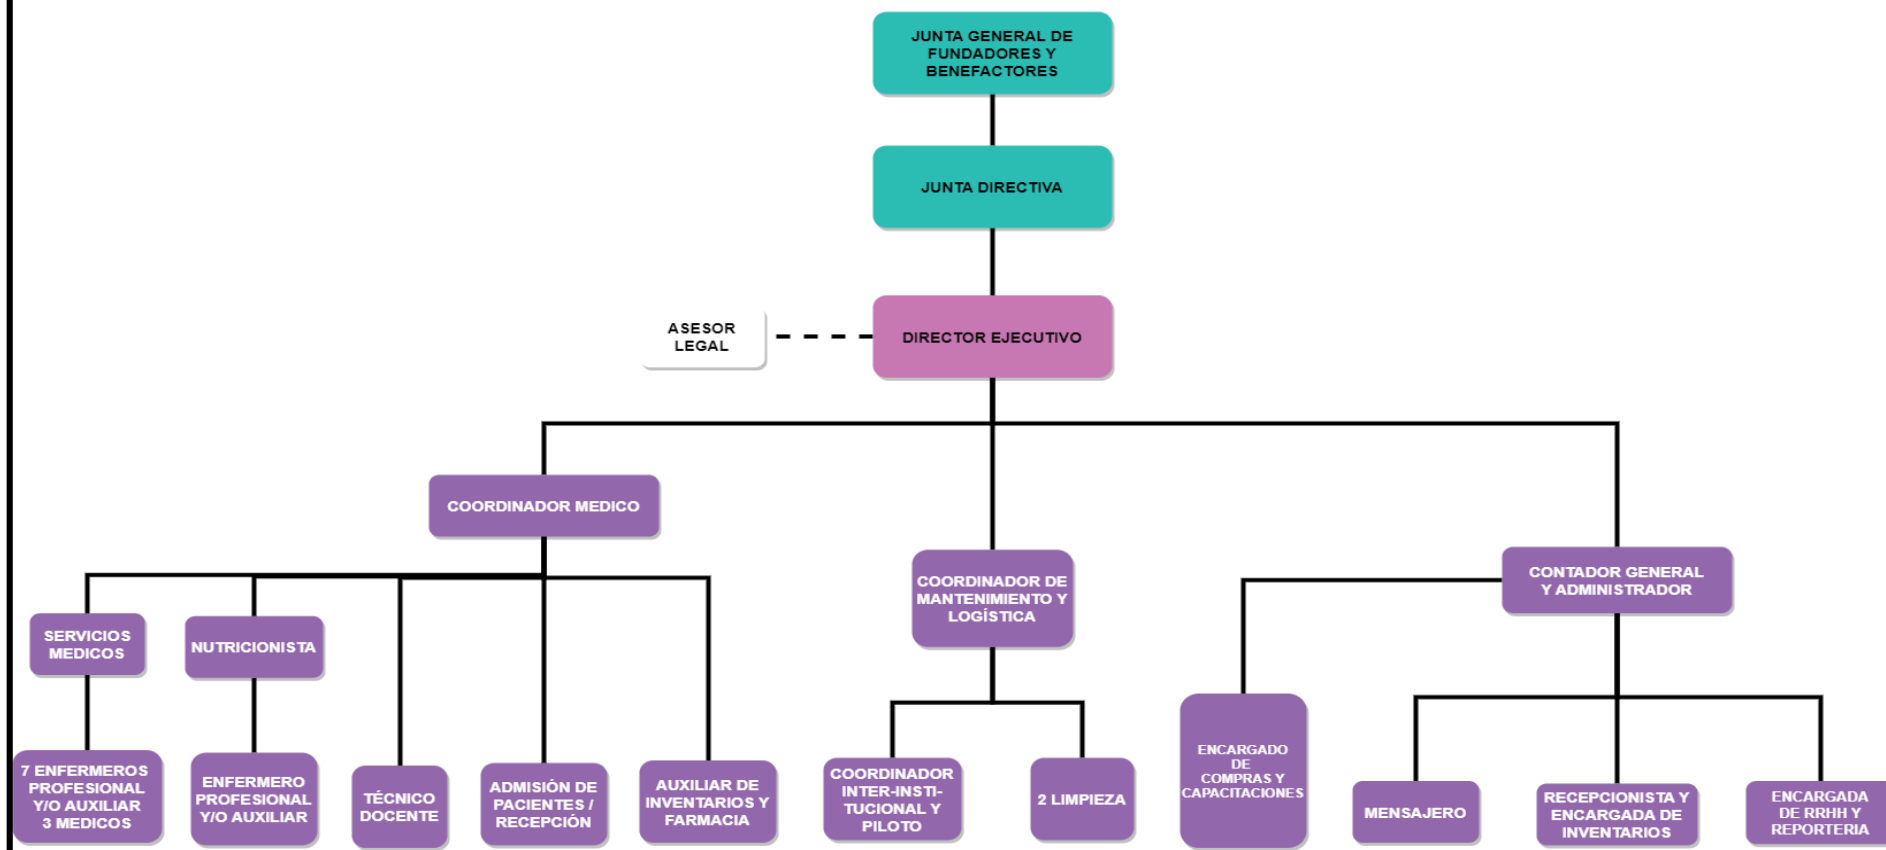 JUNTA GENERAL DE
FUNDADORES Y
BENEFACTORES
JUNTA DIRECTIVA
ASESOR
LEGAL
DIRECTOR EJECUTIVO
COORDINADOR MEDICO
COORDINADOR DE
MANTENIMIENTO Y
LOGÍSTICA
CONTADOR GENERAL
Y ADMINISTRADOR
SERVICIOS
MEDICOS
NUTRICIONISTA
7 ENFERMEROS
PROFESIONAL
Y/O AUXILIAR
3 MEDICOS
ENFERMERO
PROFESIONAL
Y/O AUXILIAR
TÉCNICO
DOCENTE
ADMISIÓN DE
PACIENTES /
RECEPCIÓN
AUXILIAR DE
INVENTARIOS Y
FARMACIA
COORDINADOR
INTER-INSTI-
TUCIONAL Y
PILOTO
2 LIMPIEZA
ENCARGADO
DE
COMPRAS Y
CAPACITACIONES
MENSAJERO
RECEPCIONISTA Y
ENCARGADA DE
INVENTARIOS
ENCARGADA
DE RRHH Y
REPORTERIA